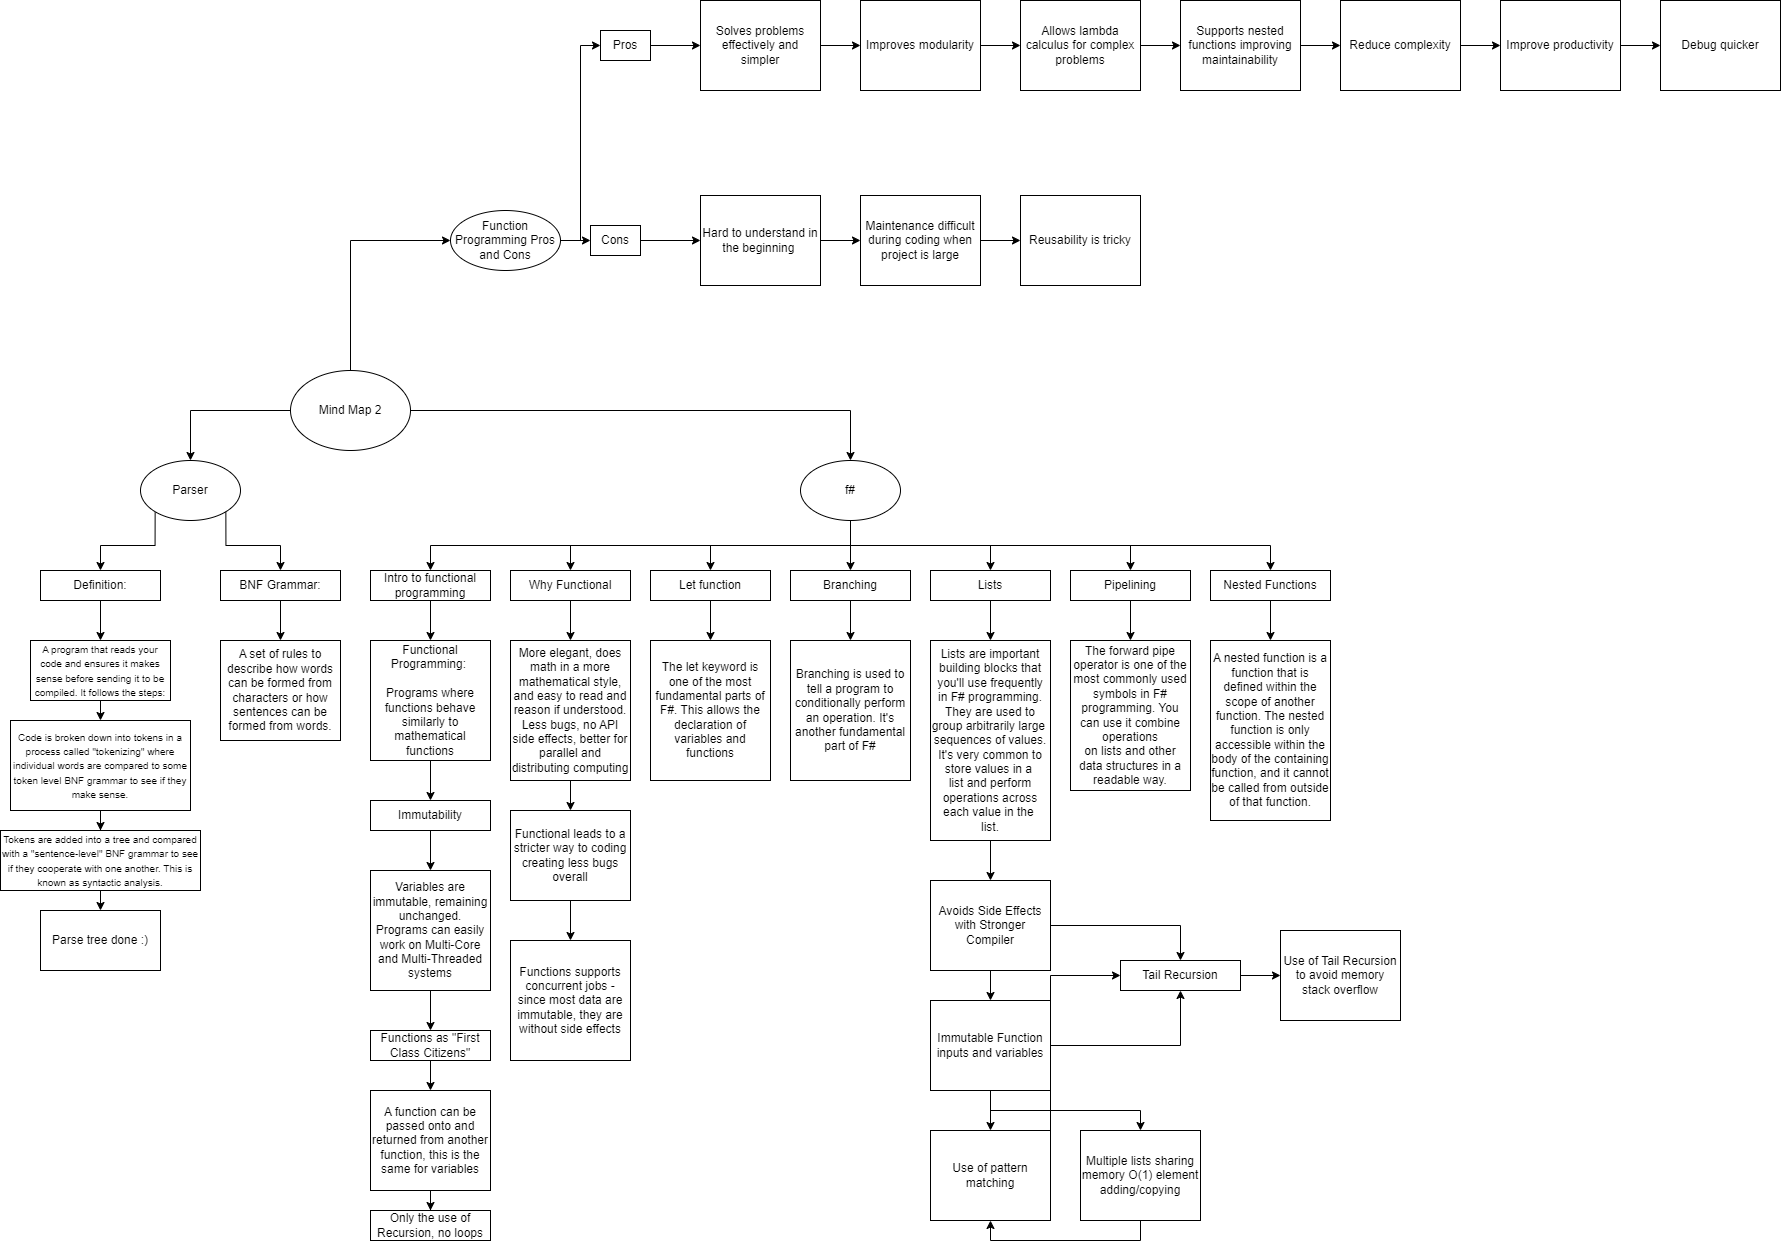 Pros
Solves problems
effectively and
simpler
Improves modularity
Allows lambda
calculus for complex
problems
Supports nested
functions improving
maintainability
Reduce complexity
Improve productivity
Debug quicker
Function
Programming Pros
and Cons
Cons
Hard to understand in
the beginning
Maintenance difficult
during coding when
project is large
Reusability is tricky
Mind Map 2
Parser
f#
Definition:
A program that reads your
code and ensures it makes
sense before sending it to be
compiled. It follows the steps:
Code is broken down into tokens in a
process called "tokenizing" where
individual words are compared to some
token level BNF grammar to see if they
make sense.
Tokens are added into a tree and compared
with a "sentence-level" BNF grammar to see
if they cooperate with one another. This is
known as syntactic analysis.
Parse tree done :)
BNF Grammar:
A set of rules to
describe how words
can be formed from
characters or how
sentences can be
formed from words.
Intro to functional
programming
Functional
Programming:
Programs where
functions behave
similarly to
mathematical
functions
Immutability
Variables are
immutable, remaining
unchanged.
Programs can easily
work on Multi-Core
and Multi-Threaded
systems
Functions as "First
Class Citizens"
A function can be
passed onto and
returned from another
function, this is the
same for variables
Only the use of
Recursion, no loops
Why Functional
More elegant, does
math in a more
mathematical style,
and easy to read and
reason if understood.
Less bugs, no API
side effects, better for
parallel and
distributing computing
Functional leads to a
stricter way to coding
creating less bugs
overall
Functions supports
concurrent jobs -
since most data are
immutable, they are
without side effects
Let function
The let keyword is
one of the most
fundamental parts of
F#. This allows the
declaration of
variables and
functions
Branching
Branching is used to
tell a program to
conditionally perform
an operation. It's
another fundamental
part of F#
Lists
Lists are important
building blocks that
you'll use frequently
in F# programming.
They are used to
group arbitrarily large
sequences of values.
It's very common to
store values in a
list and perform
operations across
each value in the
list.
Avoids Side Effects
with Stronger
Compiler
Immutable Function
inputs and variables
Use of pattern
matching
Multiple lists sharing
memory O(1) element
adding/copying
Tail Recursion
Use of Tail Recursion
to avoid memory
stack overflow
Pipelining
The forward pipe
operator is one of the
most commonly used
symbols in F#
programming. You
can use it combine
operations
on lists and other
data structures in a
readable way.
Nested Functions
A nested function is a
function that is
defined within the
scope of another
function. The nested
function is only
accessible within the
body of the containing
function, and it cannot
be called from outside
of that function.